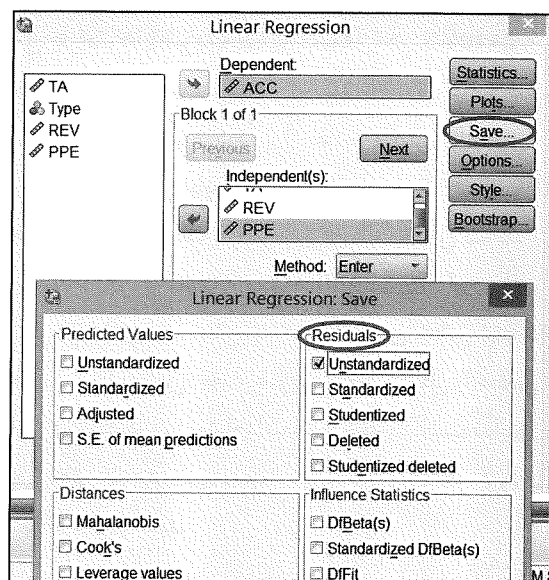 Linear Regression
TA
Type
REV
PPE
Dependent:
ACC
Block 1 of 1
Previous
Next
Independent(s):
REV
PPE
Method: Enter
Statistics...
Plots...
Save...
Options...
Style...
Bootstrap...
Linear Regression: Save
Predicted Values
Unstandardized
Standardized
Adjusted
S.E. of mean predictions
Residuals
Unstandardized
Standardized
Studentized
Deleted
Studentized deleted
Distances
Mahalanobis
Cook's
Leverage values
Influence Statistics
DfBeta(s)
Standardized DfBeta(s)
DfFit